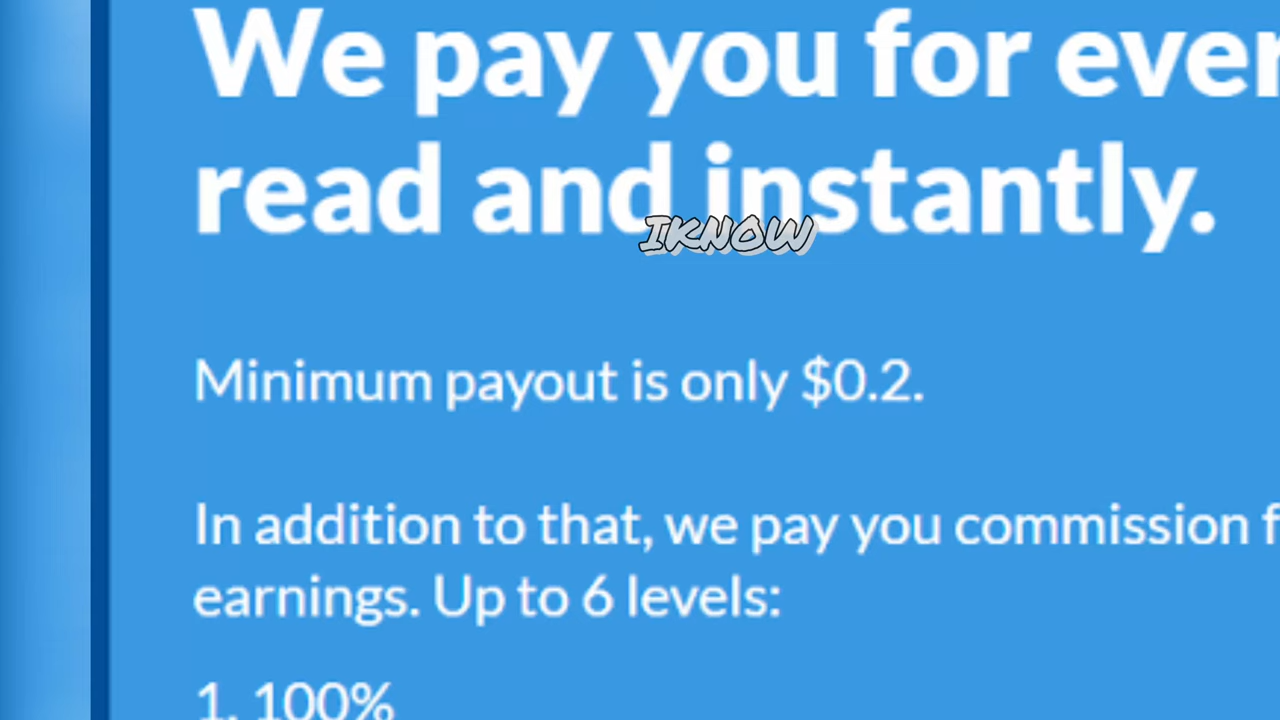 We pay you for ever
read and instantly.
IKNOW
Minimum payout is only $0.2.
In addition to that, we pay you commission f
earnings. Up to 6 levels:
1. 100%